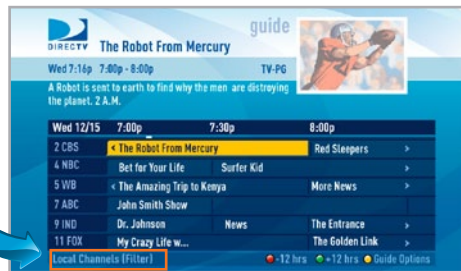 guide
DIRECTV The Robot From Mercury
Wed 7:16p 7:00p - 8:00p TV-PG
A Robot is sent to earth to find why the men are distroying
the planet. 2 A.M.
Wed 12/15 7:00p 7:30p 8:00p
2 CBS < The Robot From Mercury Red Sleepers >
4 NBC Bet for Your Life Surfer Kid >
5 WB < The Amazing Trip to Kenya More News >
7 ABC John Smith Show
9 IND Dr. Johnson News The Entrance >
11 FOX My Crazy Life w... The Golden Link >
Local Channels (Filter) -12 hrs +12 hrs Guide Options